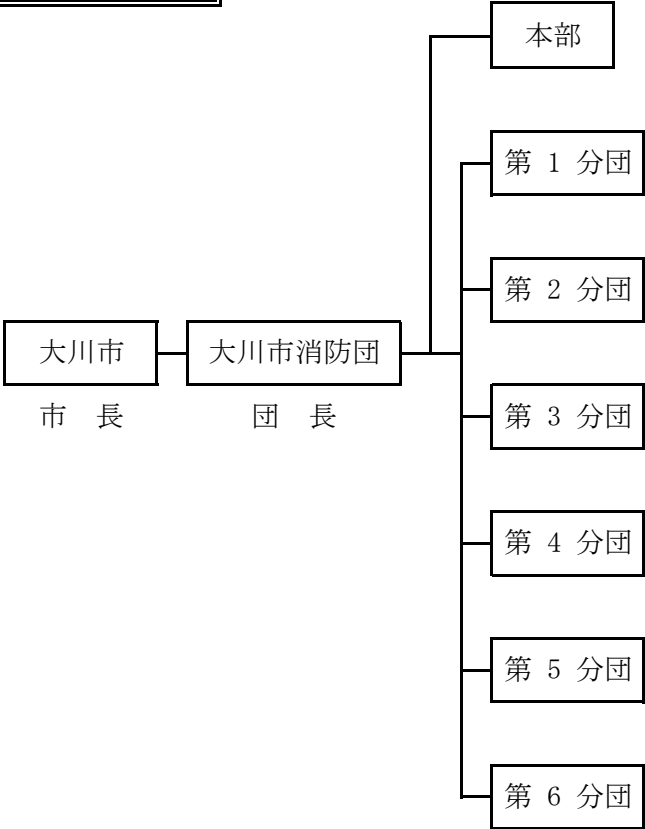 本部
第 1 分団
第 2 分団
大川市
大川市消防団
市 長
団 長
第 3 分団
第 4 分団
第 5 分団
第 6 分団